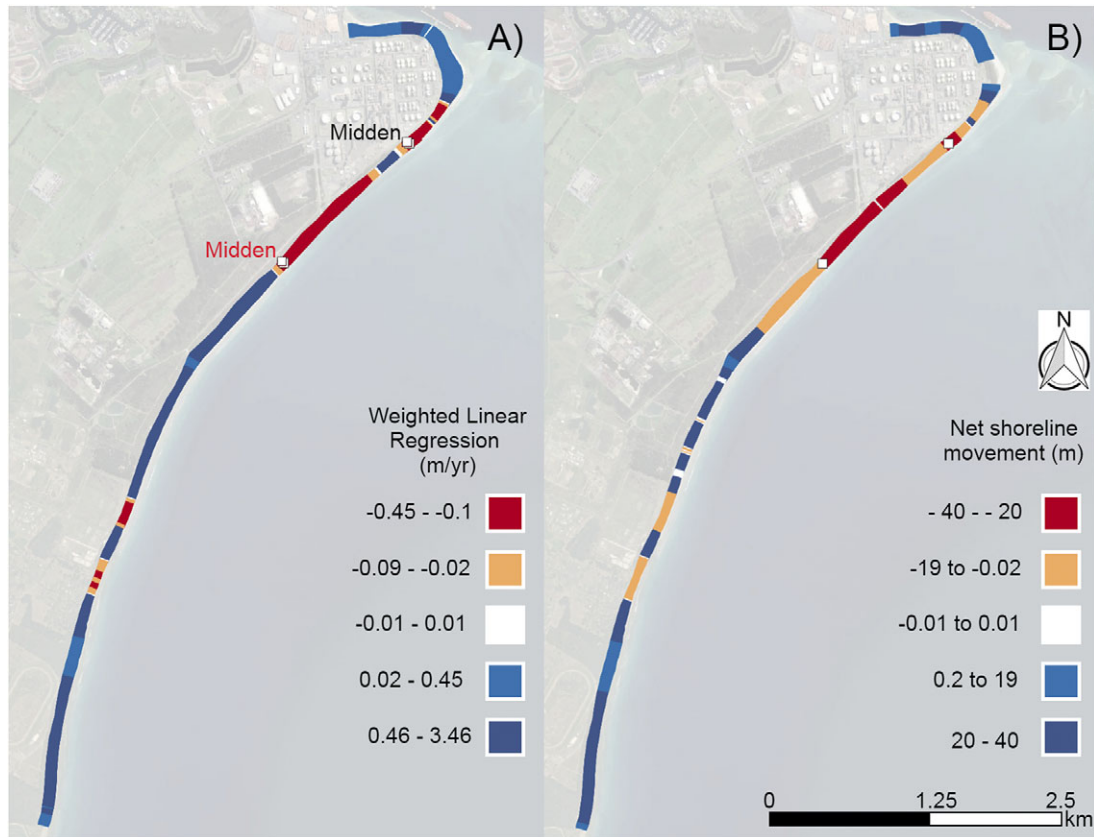 A)
Midden
Midden
Weighted Linear
Regression
(m/yr)
-0.45 - -0.1
-0.09 - -0.02
-0.01 - 0.01
0.02 - 0.45
0.46 - 3.46
B)
N
Net shoreline
movement (m)
- 40 - - 20
-19 to -0.02
-0.01 to 0.01
0.2 to 19
20 - 40
0 1.25 2.5
km